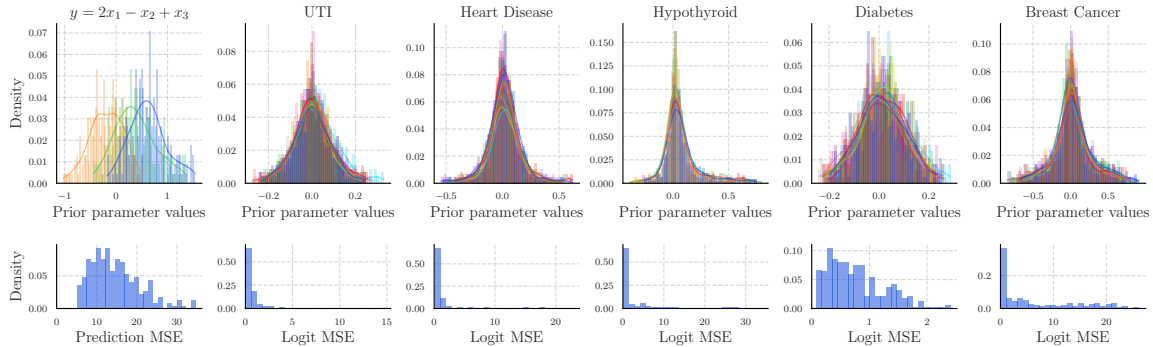 y = 2x₁ − x₂ + x₃
UTI
Heart Disease
Hypothyroid
Diabetes
Breast Cancer
Density
0.07
0.06
0.05
0.04
0.03
0.01
0.00
−1 0 1
Prior parameter values
0.08
0.06
0.04
0.02
0.00
0.0 0.2
Prior parameter values
0.10
0.08
0.06
0.04
0.02
0.00
−0.5 0.0 0.5
Prior parameter values
0.150
0.125
0.100
0.075
0.050
0.025
0.000
0.0 0.5
Prior parameter values
0.06
0.05
0.04
0.03
0.01
0.00
−0.2 0.0 0.2
Prior parameter values
0.10
0.08
0.06
0.04
0.02
0.00
−0.5 0.0 0.5
Prior parameter values
Density
0.05
0.00
0 10 20 30
Prediction MSE
0.50
0.25
0.00
0 5 10 15
Logit MSE
0.50
0.25
0.00
0 10 20
Logit MSE
0.50
0.25
0.00
0 10 20 30
Logit MSE
0.10
0.05
0.00
0 1 2
Logit MSE
0.2
0.0
0 10 20
Logit MSE